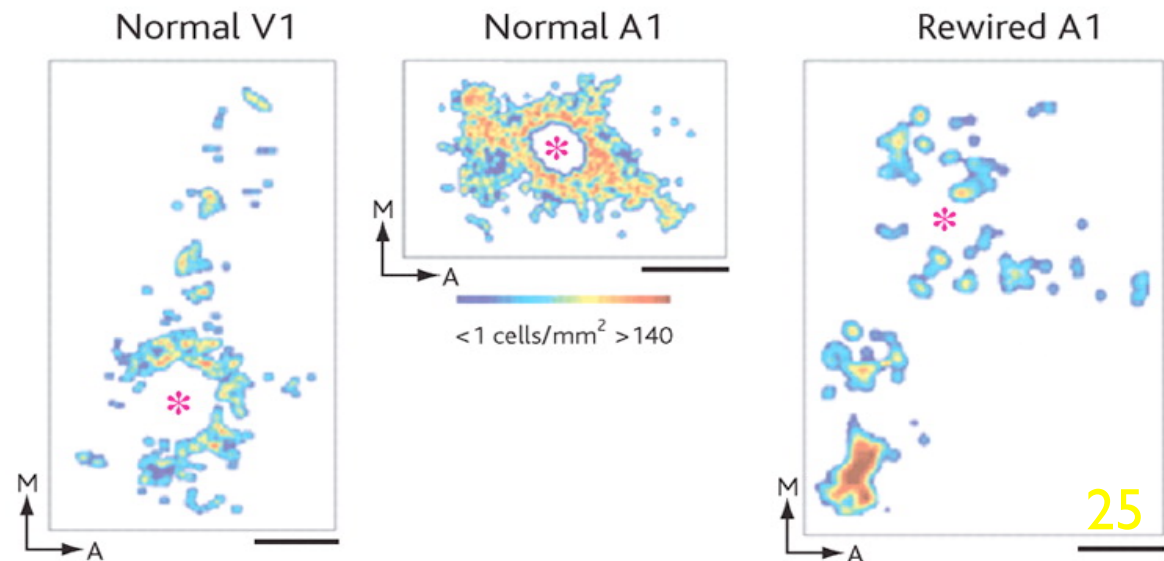 Normal V1
Normal A1
Rewired A1
*
*
*
M
A
M
A
<1 cells/mm² >140
M
A
25